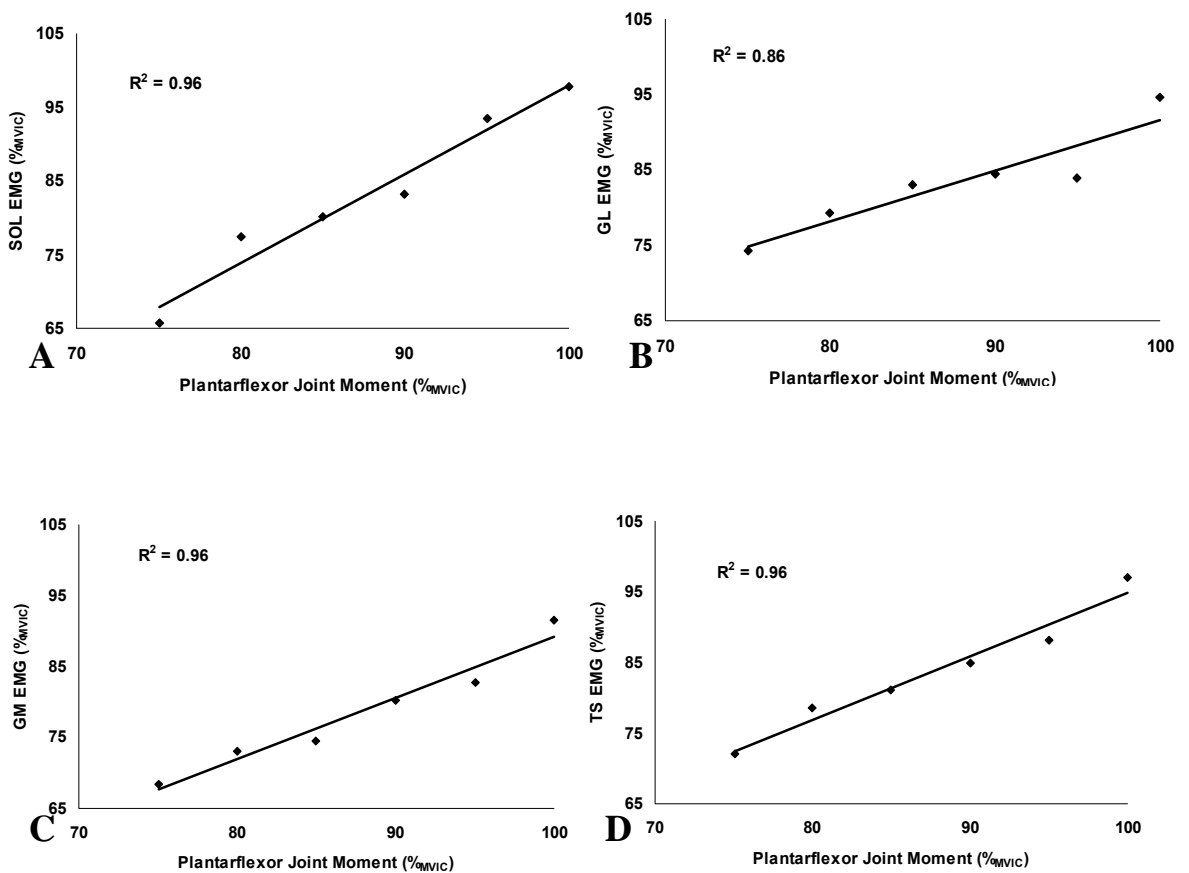 105
95
85
75
65
SOL EMG (%MVIC)
R² = 0.96
70 80 90 100
A
Plantarflexor Joint Moment (%MVIC)
105
95
85
75
65
GL EMG (%MVIC)
R² = 0.86
70 80 90 100
B
Plantarflexor Joint Moment (%MVIC)
105
95
85
75
65
GM EMG (%MVIC)
R² = 0.96
70 80 90 100
C
Plantarflexor Joint Moment (%MVIC)
105
95
85
75
65
TS EMG (%MVIC)
R² = 0.96
70 80 90 100
D
Plantarflexor Joint Moment (%MVIC)